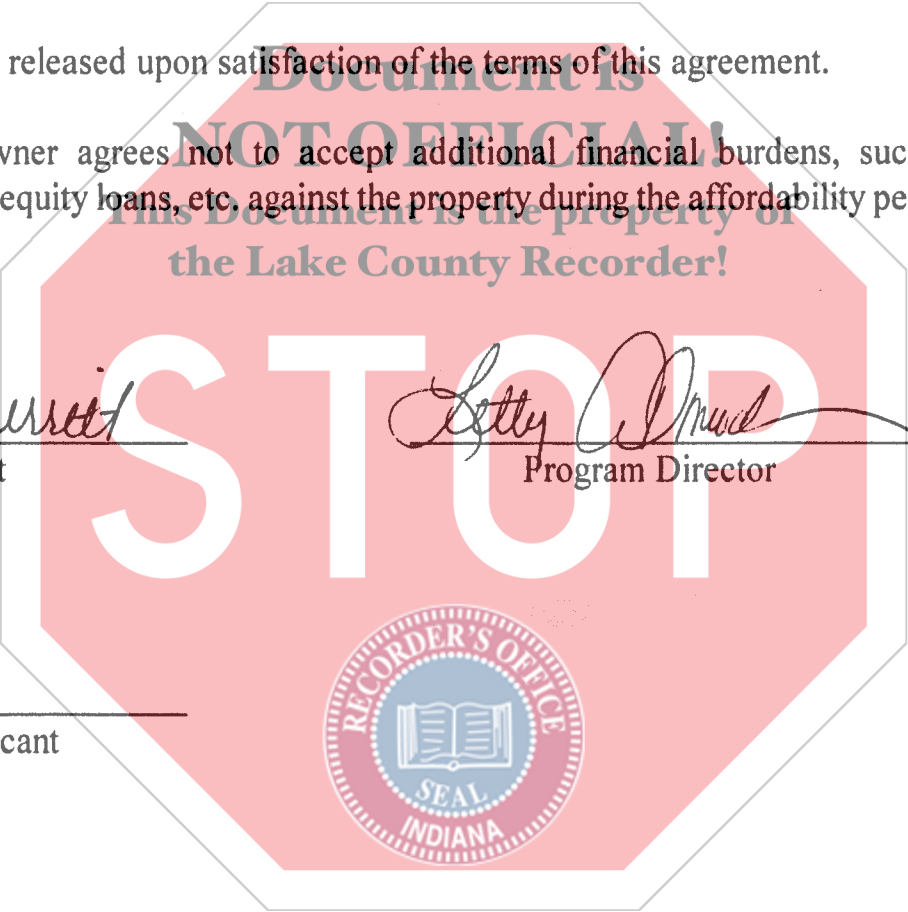 released upon satisfaction of the terms of this agreement.
Document is
NOT OFFICIAL!
wner agrees not to accept additional financial burdens, suc
equity loans, etc. against the property during the affordability pe
This Document is the property of
the Lake County Recorder!
STOP
t
Program Director
RECORDER'S OFFICE
SEAL
INDIANA
cant